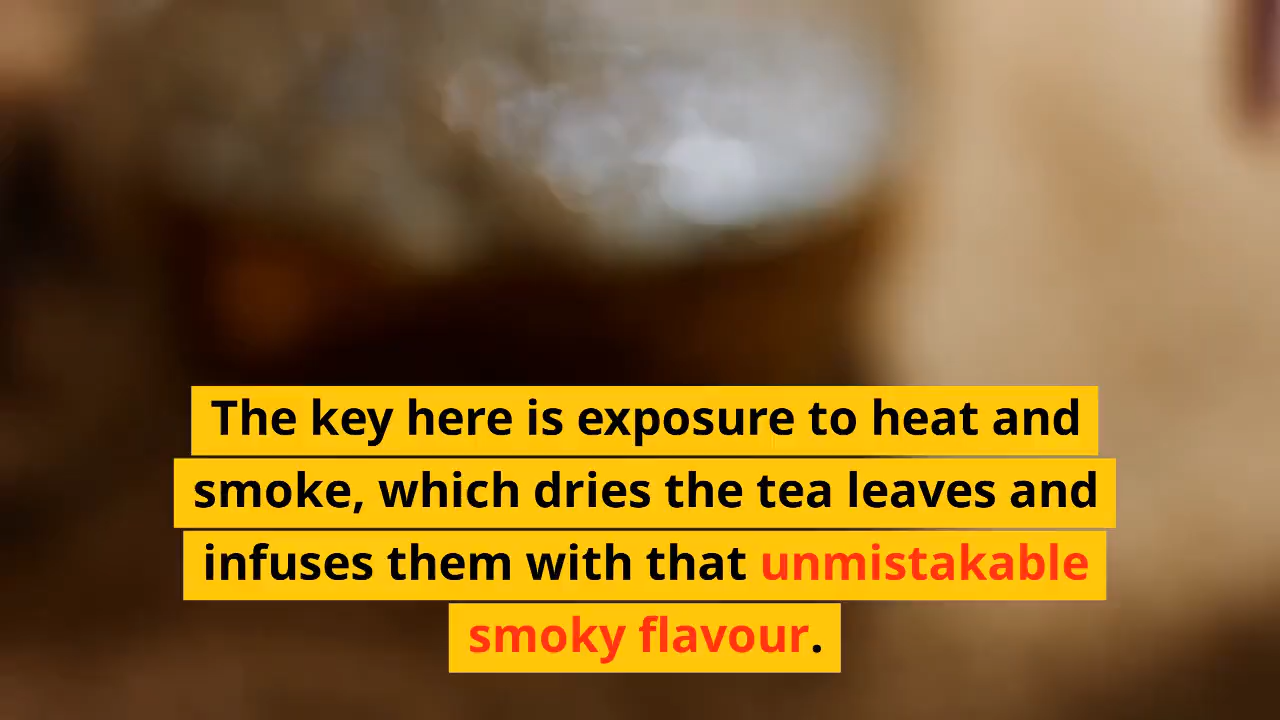 The key here is exposure to heat and
smoke, which dries the tea leaves and
infuses them with that unmistakable
smoky flavour.